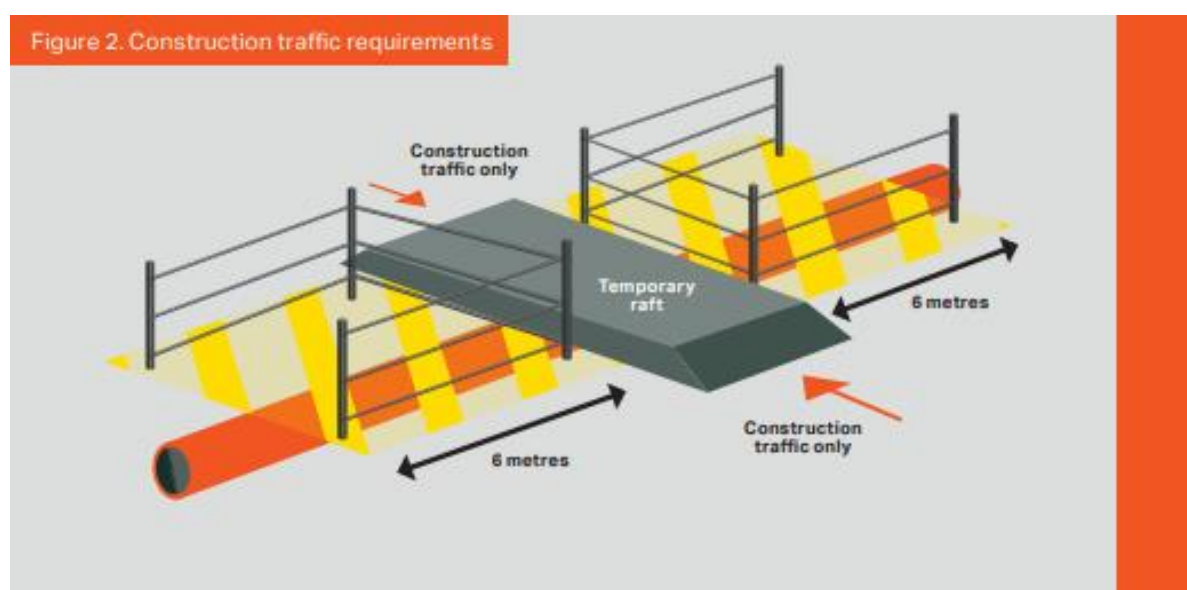 Figure 2. Construction traffic requirements
Construction
traffic only
Temporary
raft
6 metres
Construction
traffic only
6 metres